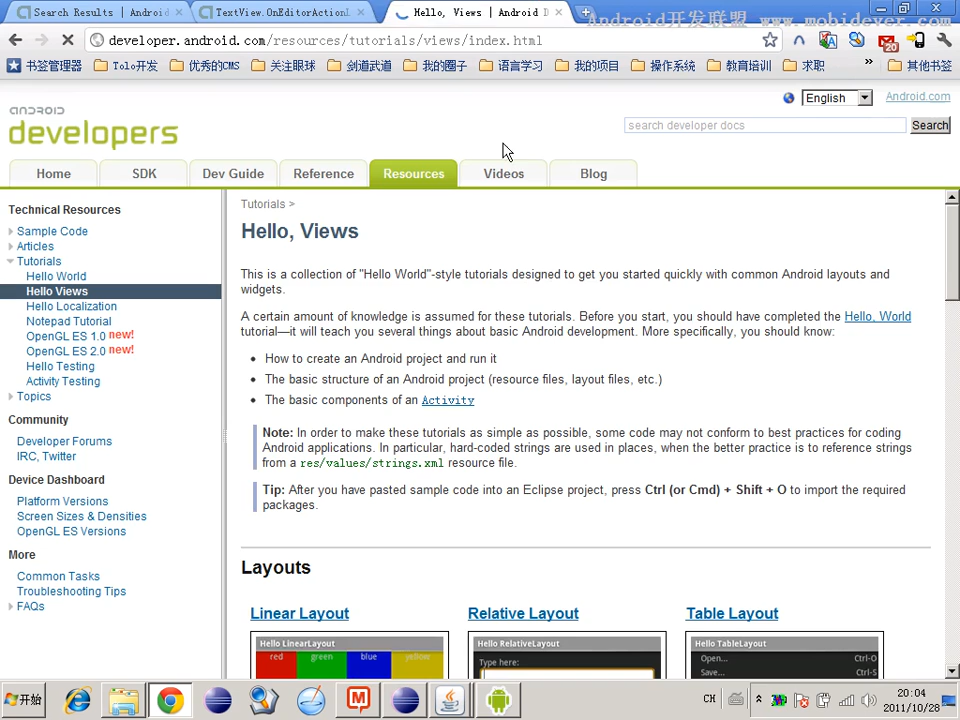 Search Results | Android
TextView.OnEditorActionL
Hello, Views | Android D
Android开发联盟 www.mobidever.com
developer.android.com/resources/tutorials/views/index.html
20
书签管理器 Tolo开发 优秀的CMS 关注眼球 剑道武道 我的圈子 语言学习 我的项目 操作系统 教育培训 求职 » 其他书签
English Android.com
android
developers
search developer docs Search
Home SDK Dev Guide Reference Resources Videos Blog
Technical Resources
Sample Code
Articles
Tutorials
Hello World
Hello Views
Hello Localization
Notepad Tutorial
OpenGL ES 1.0 new!
OpenGL ES 2.0 new!
Hello Testing
Activity Testing
Topics
Community
Developer Forums
IRC, Twitter
Device Dashboard
Platform Versions
Screen Sizes & Densities
OpenGL ES Versions
More
Common Tasks
Troubleshooting Tips
FAQs
Tutorials >
Hello, Views
This is a collection of "Hello World"-style tutorials designed to get you started quickly with common Android layouts and
widgets.
A certain amount of knowledge is assumed for these tutorials. Before you start, you should have completed the Hello, World
tutorial—it will teach you several things about basic Android development. More specifically, you should know:
• How to create an Android project and run it
• The basic structure of an Android project (resource files, layout files, etc.)
• The basic components of an Activity
Note: In order to make these tutorials as simple as possible, some code may not conform to best practices for coding
Android applications. In particular, hard-coded strings are used in places, when the better practice is to reference strings
from a res/values/strings.xml resource file.
Tip: After you have pasted sample code into an Eclipse project, press Ctrl (or Cmd) + Shift + O to import the required
packages.
Layouts
Linear Layout Relative Layout Table Layout
Hello LinearLayout
red green blue yellow
Hello RelativeLayout
Type here:
Hello TableLayout
Open... Ctrl-O
Save... Ctrl-S
开始
CH
20:04
2011/10/28